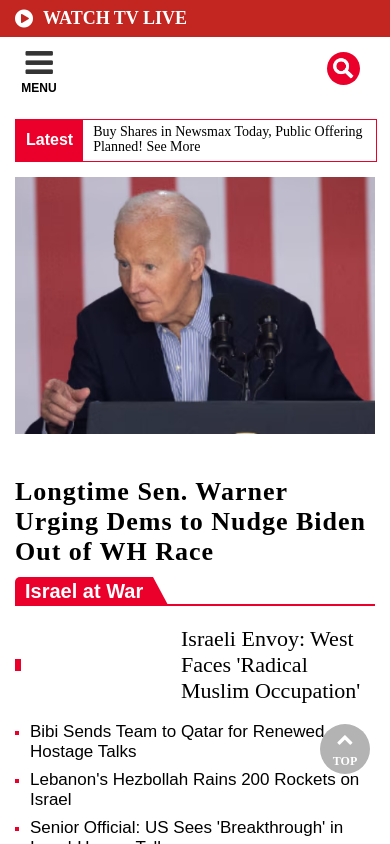 WATCH TV LIVE
MENU
Latest
Buy Shares in Newsmax Today, Public Offering
Planned! See More
Longtime Sen. Warner
Urging Dems to Nudge Biden
Out of WH Race
Israel at War
Israeli Envoy: West
Faces 'Radical
Muslim Occupation'
Bibi Sends Team to Qatar for Renewed
Hostage Talks
Lebanon's Hezbollah Rains 200 Rockets on
Israel
TOP
Senior Official: US Sees 'Breakthrough' in